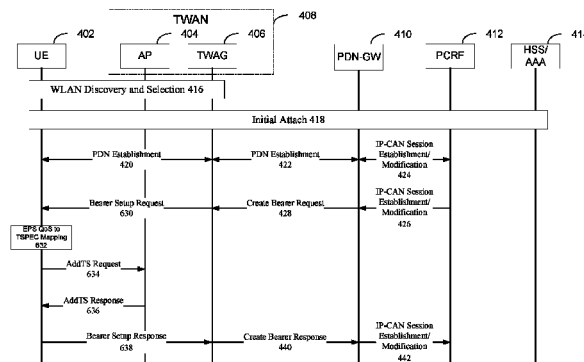 TWAN
408
402
404
406
410
412
414
UE
AP
TWAG
PDN-GW
PCRF
HSS/
AAA
WLAN Discovery and Selection 416
Initial Attach 418
PDN Establishment
420
PDN Establishment
422
IP-CAN Session
Establishment/
Modification
424
Bearer Setup Request
630
Create Bearer Request
428
IP-CAN Session
Establishment/
Modification
426
EPS QoS to
TSPEC Mapping
632
AddTS Request
634
AddTS Response
636
Bearer Setup Response
638
Create Bearer Response
440
IP-CAN Session
Establishment/
Modification
442